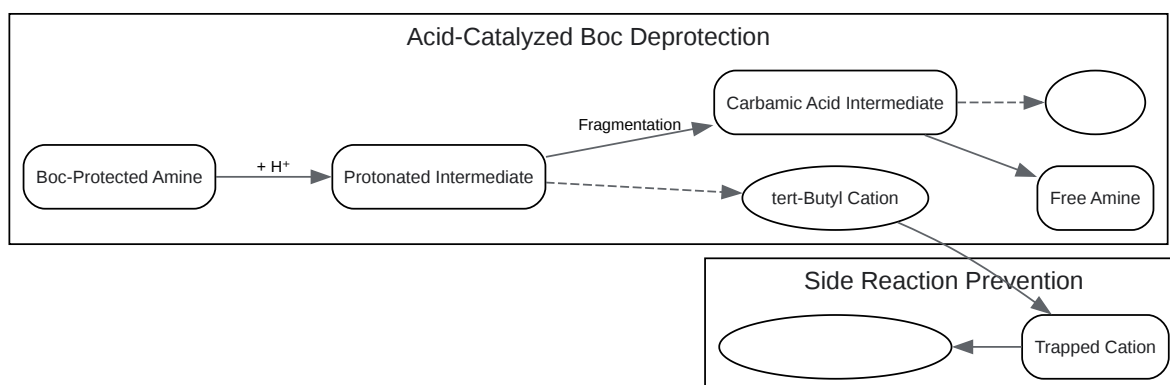 Acid-Catalyzed Boc Deprotection
Boc-Protected Amine
+ H⁺
Protonated Intermediate
Fragmentation
Carbamic Acid Intermediate
tert-Butyl Cation
Free Amine
Side Reaction Prevention
Trapped Cation